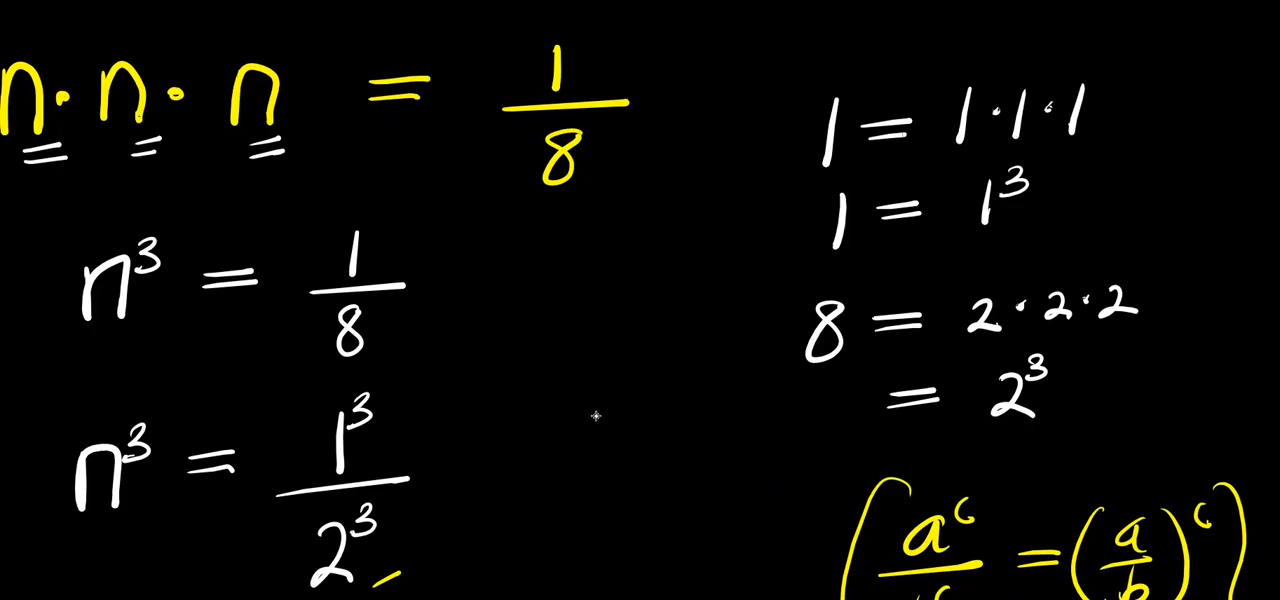 n · n · n = 1/8
n³ = 1/8
n³ = 1³/2³
1 = 1·1·1
1 = 1³
8 = 2·2·2
= 2³
(a^c/ = (a/b)^c)